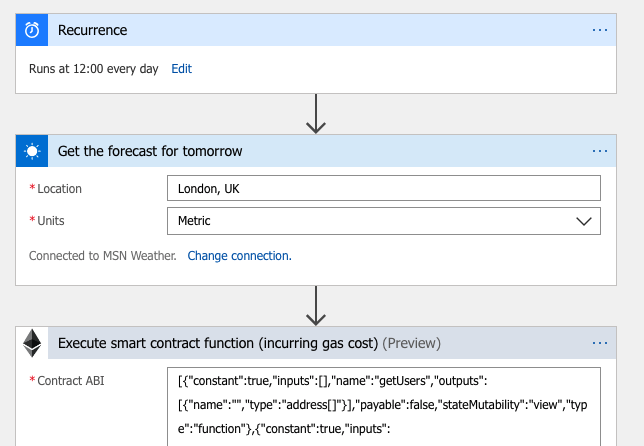 Recurrence
Runs at 12:00 every day Edit
Get the forecast for tomorrow
*Location London, UK
*Units Metric
Connected to MSN Weather. Change connection.
Execute smart contract function (incurring gas cost) (Preview)
*Contract ABI [{"constant":true,"inputs":[],"name":"getUsers","outputs":
[{"name":"","type":"address[]"}],"payable":false,"stateMutability":"view","typ
e":"function"},{"constant":true,"inputs":